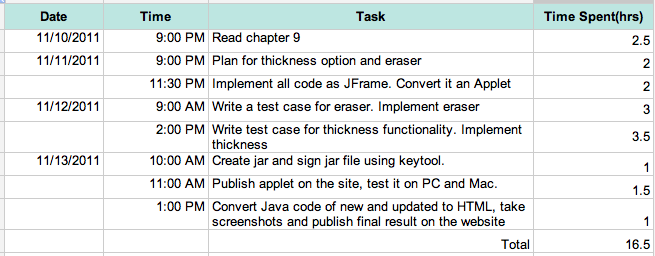 Date Time Task Time Spent(hrs)
11/10/2011 9:00 PM Read chapter 9 2.5
11/11/2011 9:00 PM Plan for thickness option and eraser 2
11:30 PM Implement all code as JFrame. Convert it an Applet 2
11/12/2011 9:00 AM Write a test case for eraser. Implement eraser 3
2:00 PM Write test case for thickness functionality. Implement
thickness 3.5
11/13/2011 10:00 AM Create jar and sign jar file using keytool. 1
11:00 AM Publish applet on the site, test it on PC and Mac. 1.5
1:00 PM Convert Java code of new and updated to HTML, take
screenshots and publish final result on the website 1
Total 16.5